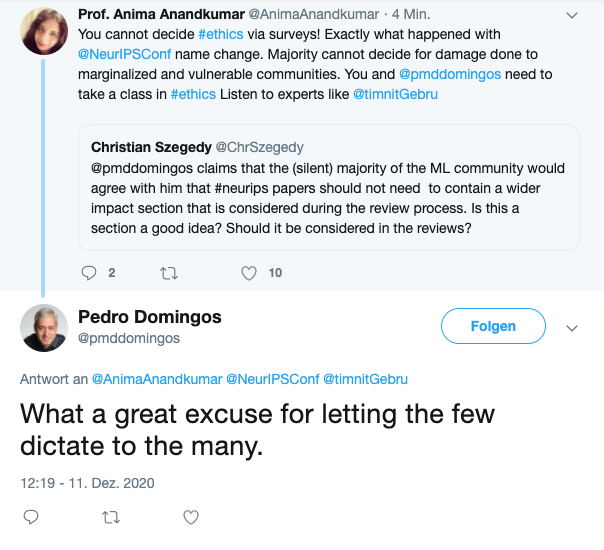 Prof. Anima Anandkumar @AnimaAnandkumar · 4 Min.
You cannot decide #ethics via surveys! Exactly what happened with
@NeurIPSConf name change. Majority cannot decide for damage done to
marginalized and vulnerable communities. You and @pmddomingos need to
take a class in #ethics Listen to experts like @timnitGebru
Christian Szegedy @ChrSzegedy
@pmddomingos claims that the (silent) majority of the ML community would
agree with him that #neurips papers should not need to contain a wider
impact section that is considered during the review process. Is this a
section a good idea? Should it be considered in the reviews?
2 10
Pedro Domingos
@pmddomingos
Folgen
Antwort an @AnimaAnandkumar @NeurIPSConf @timnitGebru
What a great excuse for letting the few
dictate to the many.
12:19 - 11. Dez. 2020